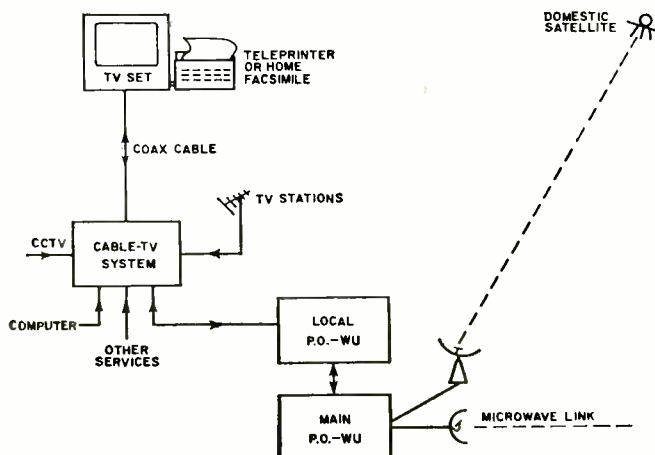 DOMESTIC
SATELLITE
TV SET
TELEPRINTER
OR HOME
FACSIMILE
COAX CABLE
TV STATIONS
CCTV
CABLE-TV
SYSTEM
COMPUTER
OTHER
SERVICES
LOCAL
P.O.-WU
MAIN
P.O.-WU
MICROWAVE LINK